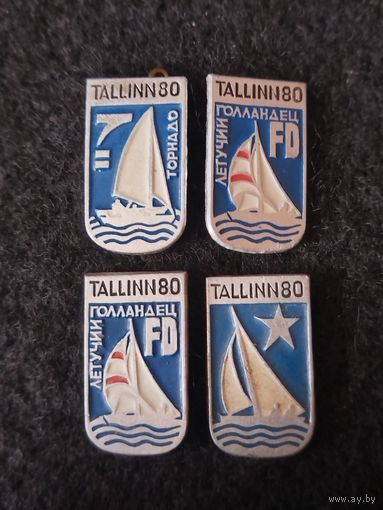 TALLINN80
ТОРНАДО
TALLINN80
ЛЕТУЧИЙ
ГОЛЛАНДЕЦ
FD
TALLINN80
ЛЕТУЧИЙ
ГОЛЛАНДЕЦ
FD
TALLINN80
www.ay.by